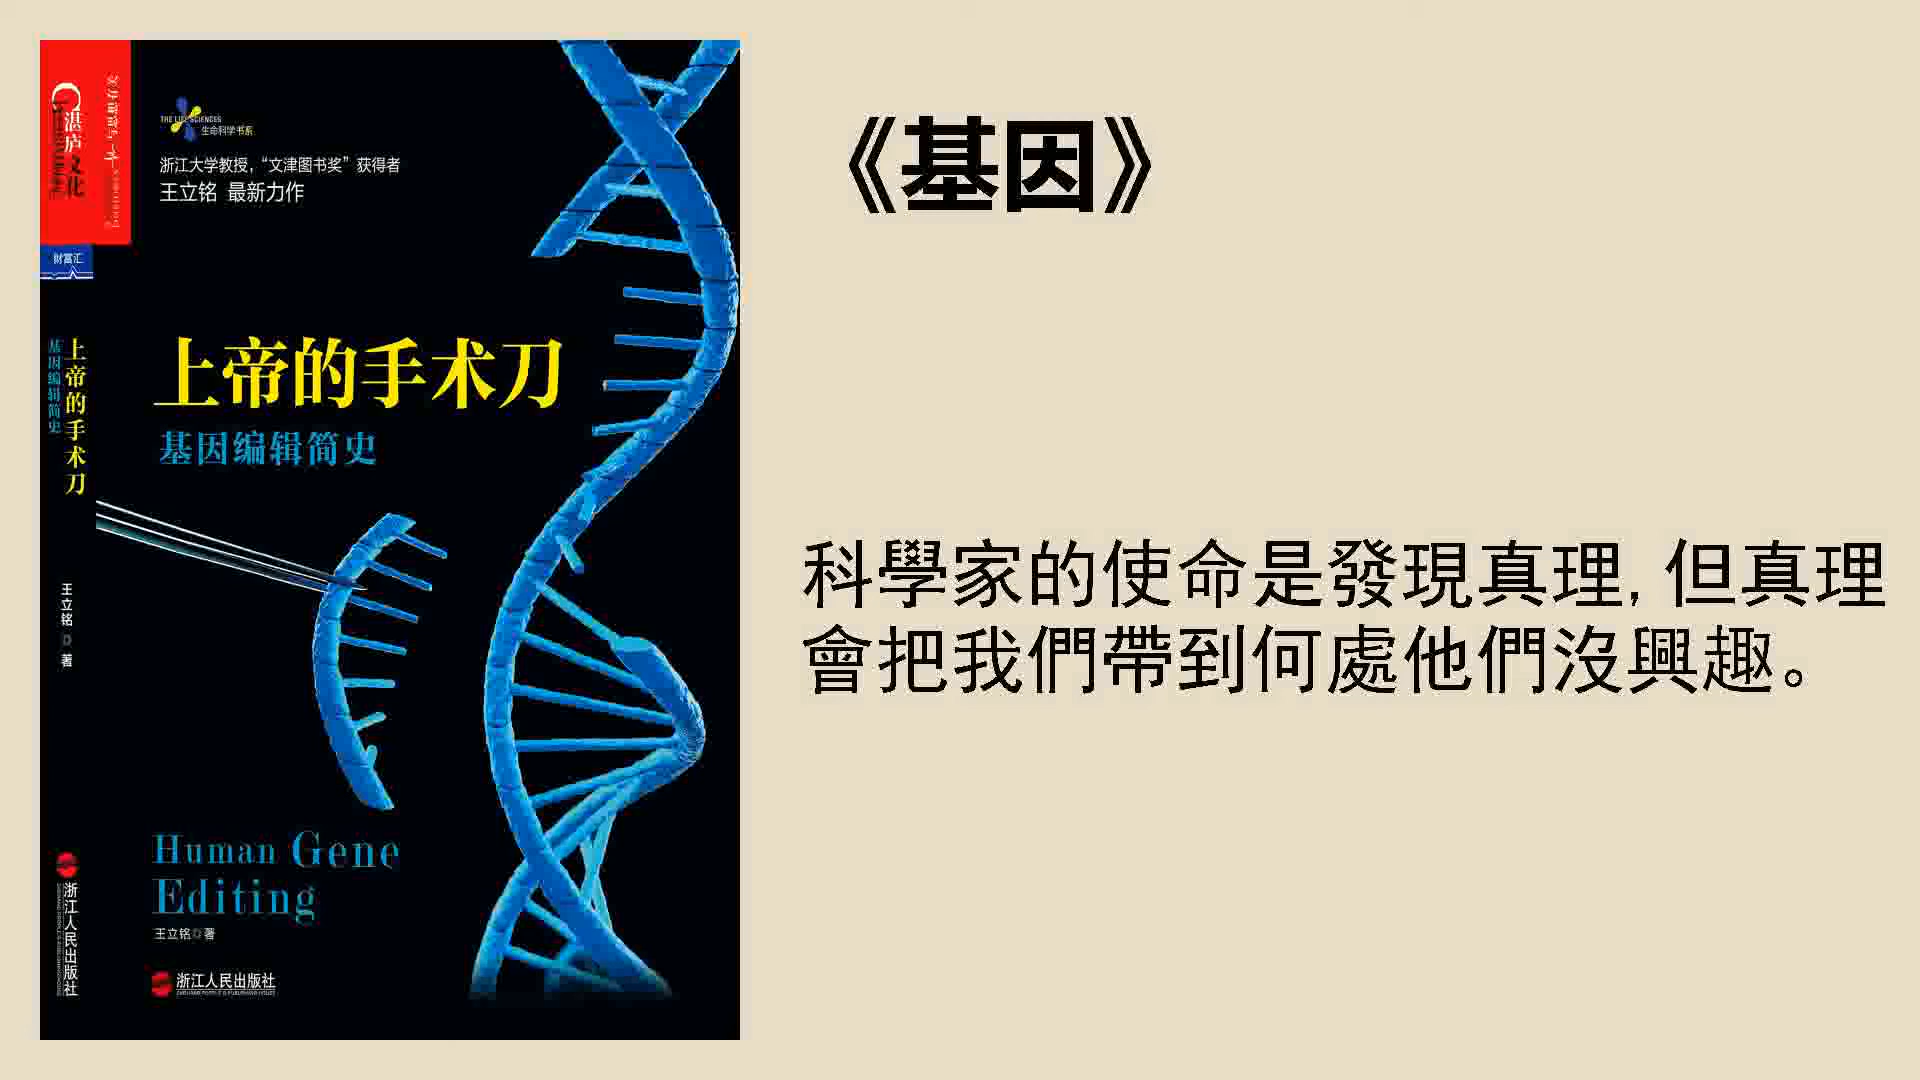 湛庐文化
财富汇
上帝的手术刀
基因编辑简史
王立铭 著
浙江人民出版社
THE LIFE SCIENCES
生命科学书系
浙江大学教授，“文津图书奖”获得者
王立铭 最新力作
上帝的手术刀
基因编辑简史
Human Gene
Editing
王立铭◎著
浙江人民出版社
《基因》
科學家的使命是發現真理,但真理
會把我們帶到何處他們沒興趣。